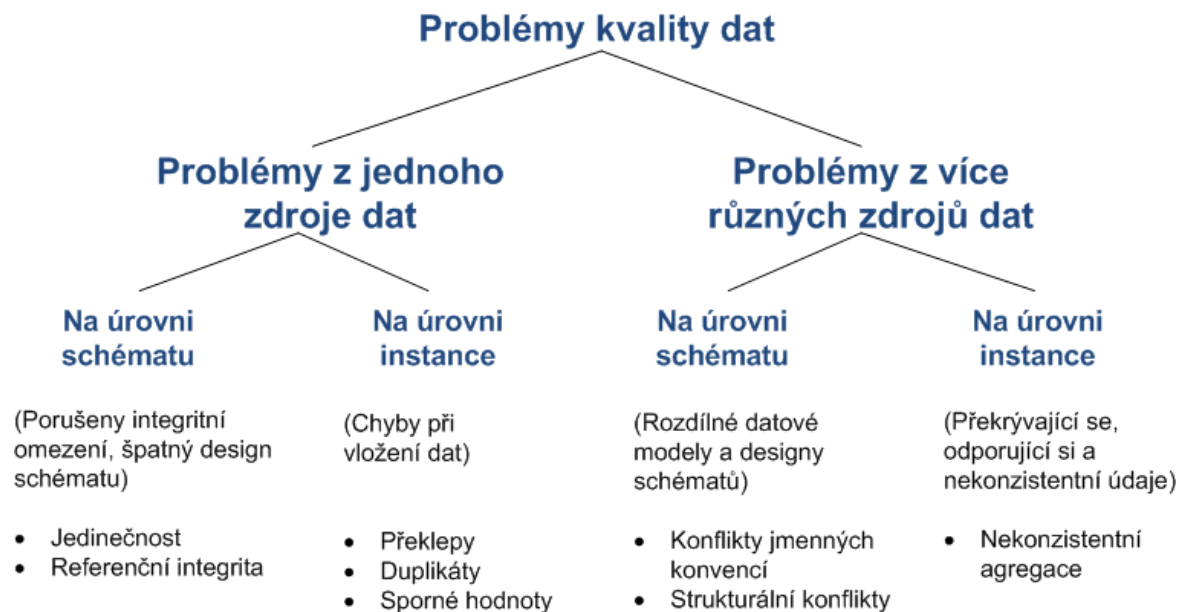 Problémy kvality dat
Problémy z jednoho
zdroje dat
Problémy z více
různých zdrojů dat
Na úrovni
schématu
Na úrovni
instance
Na úrovni
schématu
Na úrovni
instance
(Porušeny integritní
omezení, špatný design
schématu)
• Jedinečnost
• Referenční integrita
(Chyby při
vložení dat)
• Překlepy
• Duplikáty
• Sporné hodnoty
(Rozdílné datové
modely a designy
schématů)
• Konflikty jmenných
konvencí
• Strukturální konflikty
(Překrývající se,
odporující si a
nekonzistentní údaje)
• Nekonzistentní
agregace